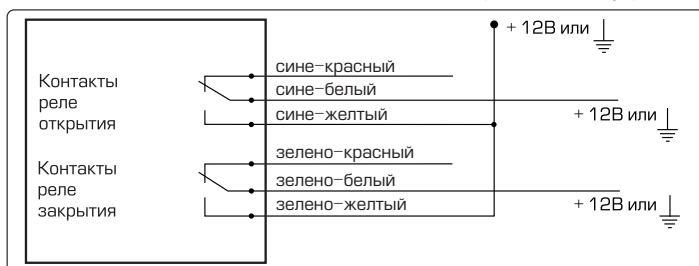 + 12В или
Контакты
реле
открытия
сине-красный
сине-белый
сине-желтый
+ 12В или
Контакты
реле
закрытия
зелено-красный
зелено-белый
зелено-желтый
+ 12В или